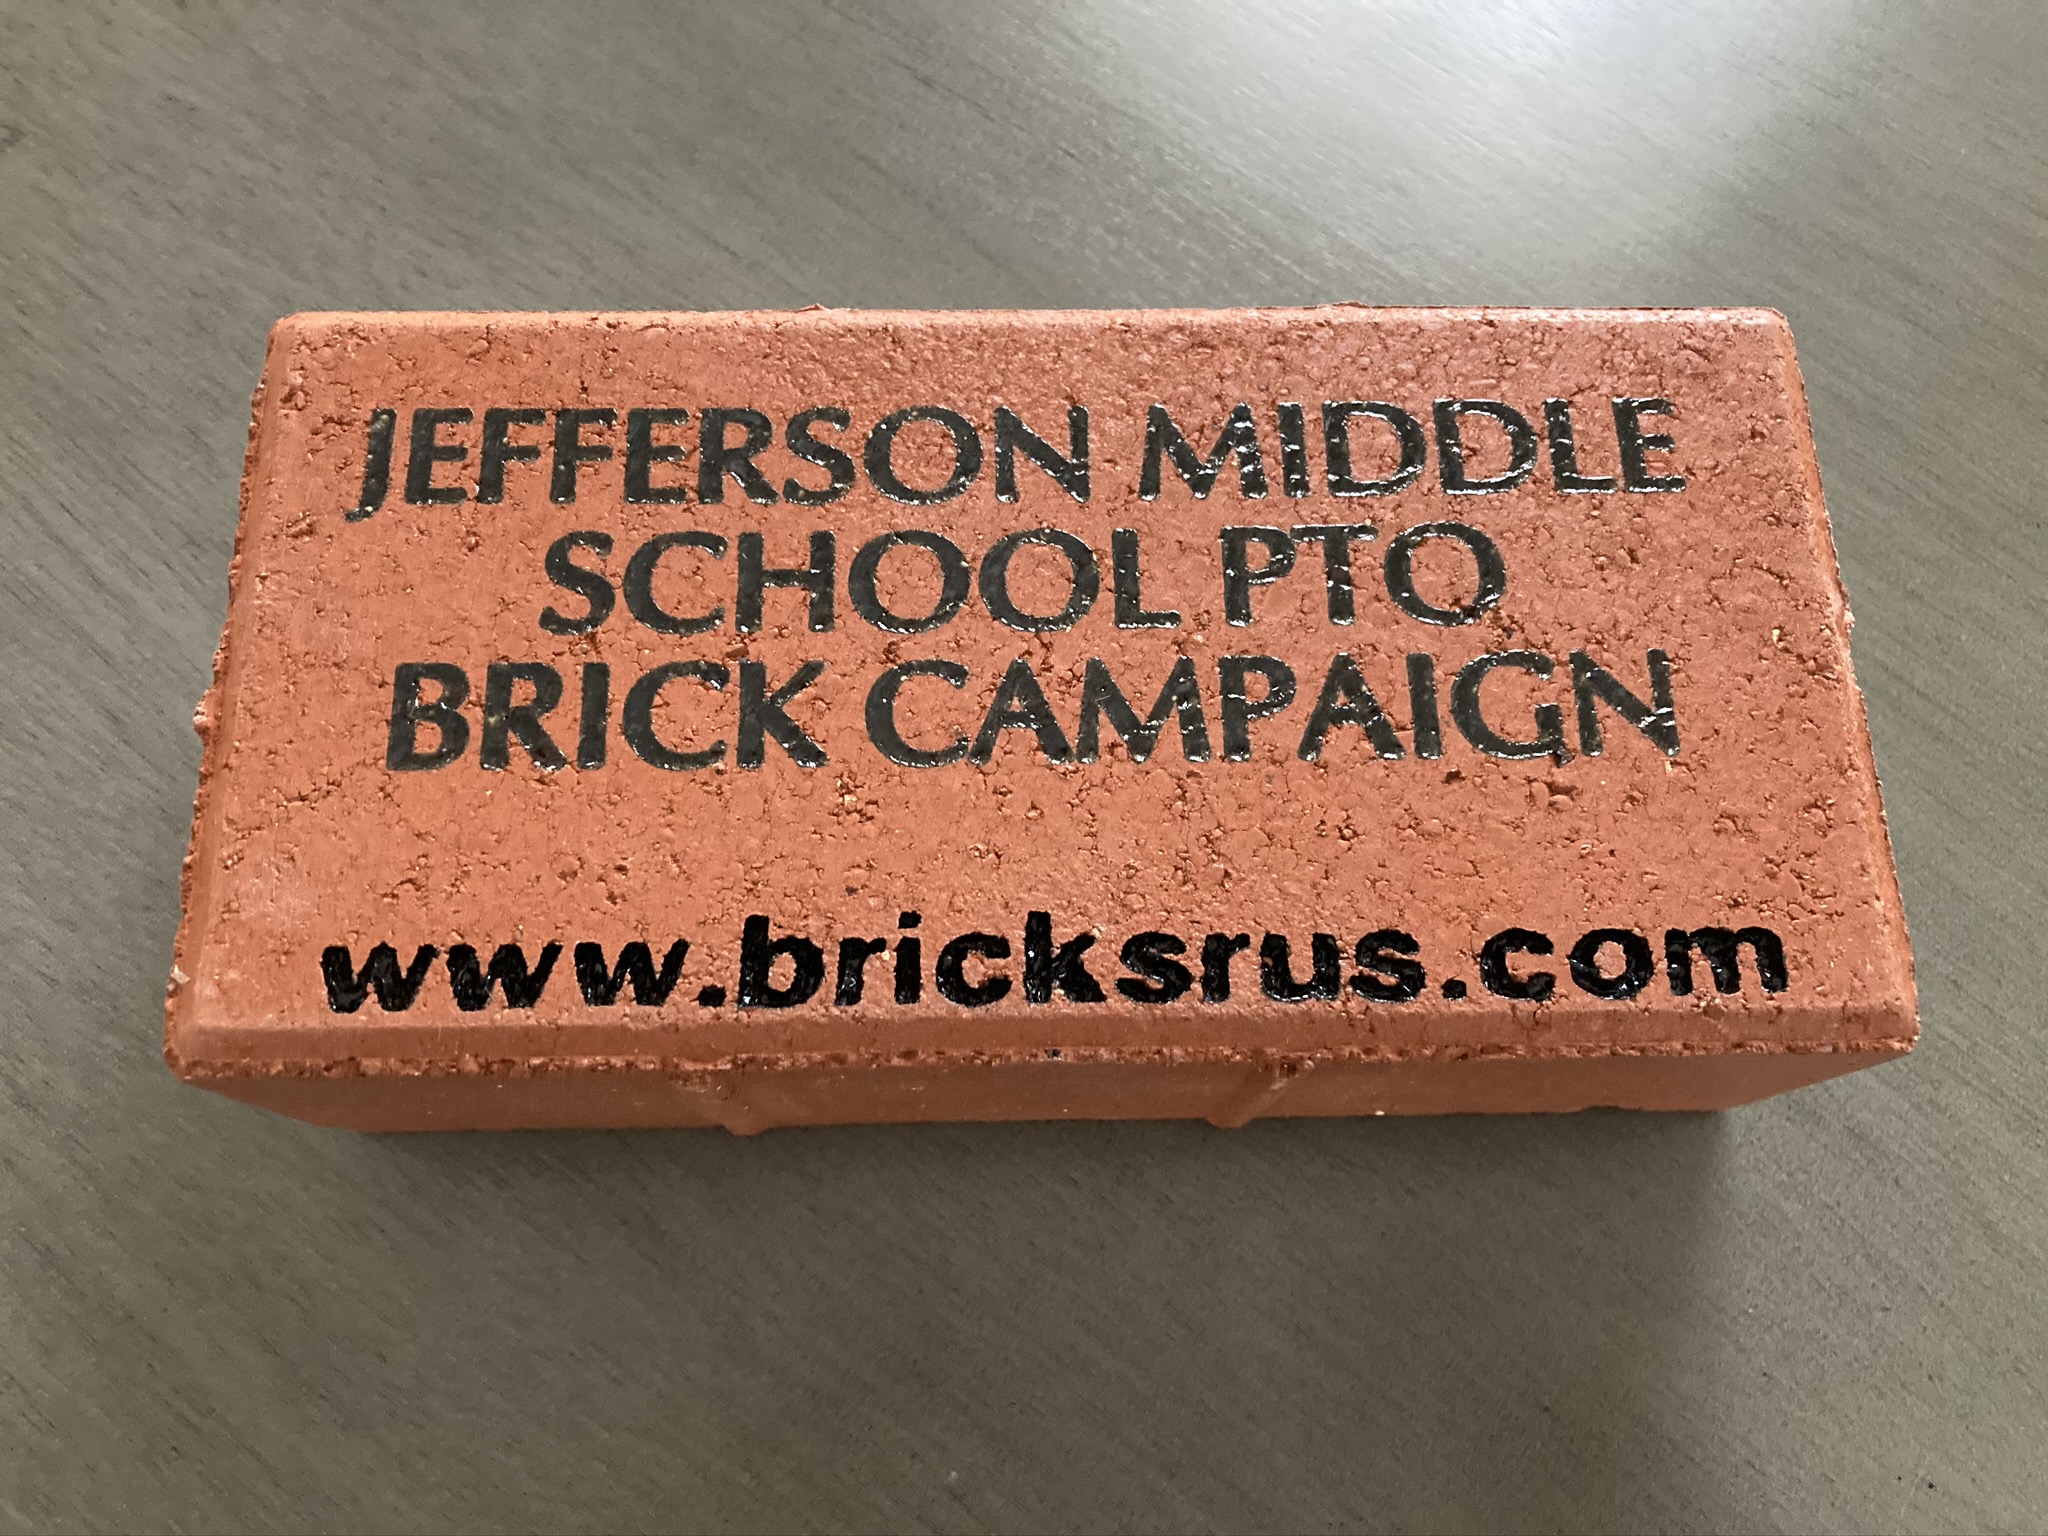 JEFFERSON MIDDLE
SCHOOL PTO
BRICK CAMPAIGN
www.bricksrus.com